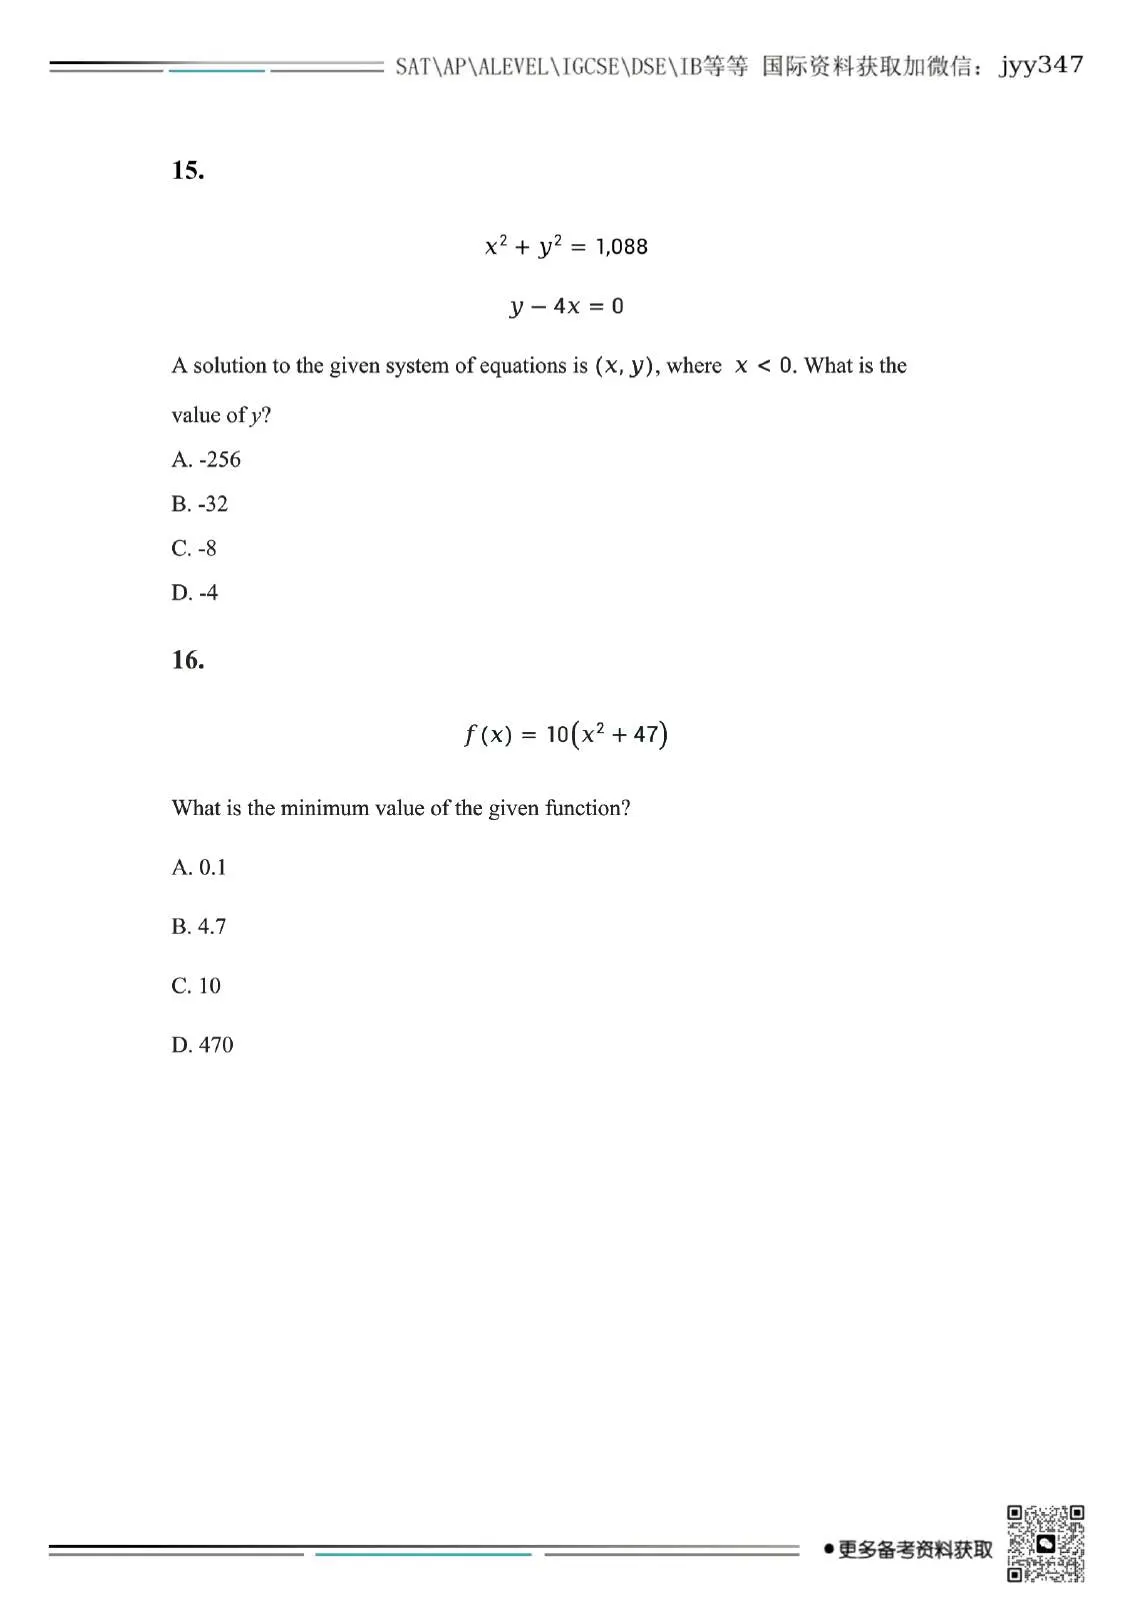 SAT\AP\ALEVEL\IGCSE\DSE\IB等等 国际资料获取加微信：jyy347
15.
x² + y² = 1,088
y − 4x = 0
A solution to the given system of equations is (x, y), where x < 0. What is the
value of y?
A. -256
B. -32
C. -8
D. -4
16.
f(x) = 10(x² + 47)
What is the minimum value of the given function?
A. 0.1
B. 4.7
C. 10
D. 470
●更多备考资料获取